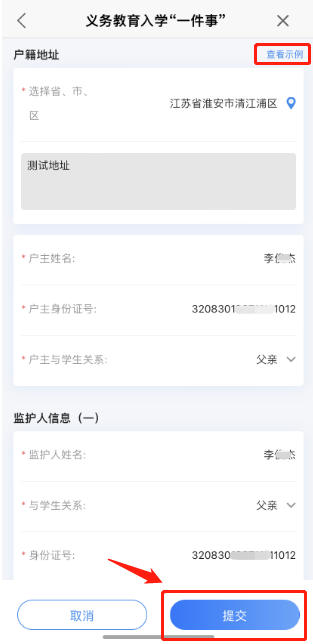 义务教育入学“一件事”
户籍地址
查看示例
* 选择省、市、
区
江苏省淮安市清江浦区
测试地址
* 户主姓名:
李 杰
* 户主身份证号:
3208301 1012
* 户主与学生关系:
父亲
监护人信息（一）
* 监护人姓名:
李 杰
* 与学生关系:
父亲
* 身份证号:
320830 11012
取消
提交